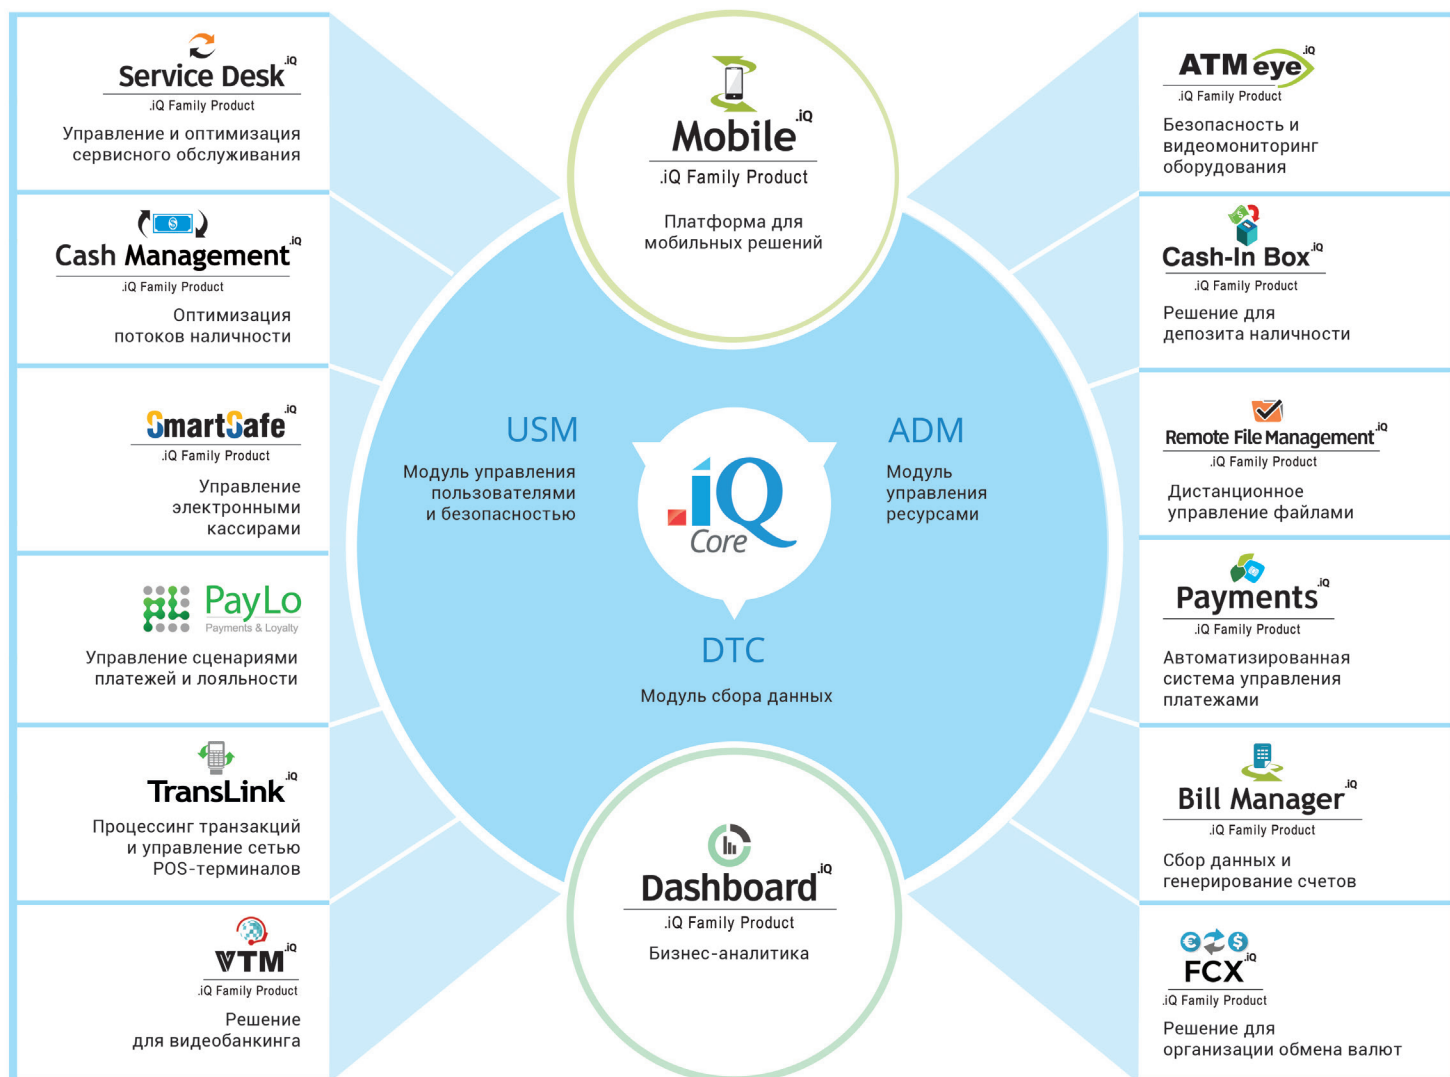 Service Desk.iQ
.iQ Family Product
Управление и оптимизация
сервисного обслуживания
Cash Management.iQ
.iQ Family Product
Оптимизация
потоков наличности
SmartSafe.iQ
.iQ Family Product
Управление
электронными
кассирами
PayLo
Payments & Loyalty
Управление сценариями
платежей и лояльности
TransLink.iQ
Процессинг транзакций
и управление сетью
POS-терминалов
VTM.iQ
.iQ Family Product
Решение
для видеобанкинга
Mobile.iQ
.iQ Family Product
Платформа для
мобильных решений
USM
Модуль управления
пользователями
и безопасностью
.iQ
Core
ADM
Модуль
управления
ресурсами
DTC
Модуль сбора данных
Dashboard.iQ
.iQ Family Product
Бизнес-аналитика
ATMeye.iQ
.iQ Family Product
Безопасность и
видеомониторинг
оборудования
Cash-In Box.iQ
.iQ Family Product
Решение для
депозита наличности
Remote File Management.iQ
.iQ Family Product
Дистанционное
управление файлами
Payments.iQ
.iQ Family Product
Автоматизированная
система управления
платежами
Bill Manager.iQ
.iQ Family Product
Сбор данных и
генерирование счетов
FCX.iQ
.iQ Family Product
Решение для
организации обмена валют